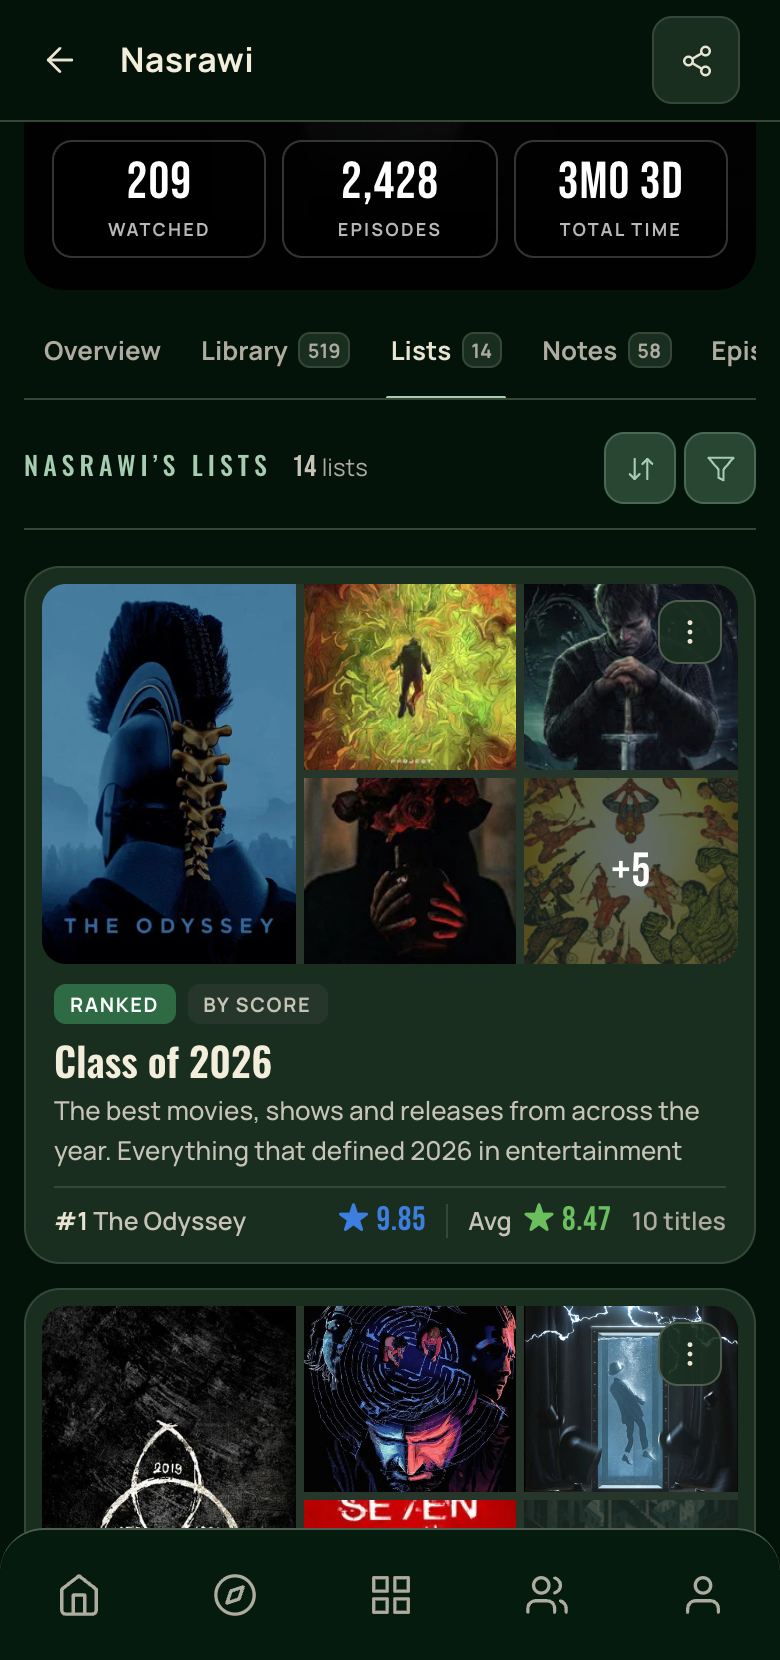 Nasrawi
209
WATCHED
2,428
EPISODES
3MO 3D
TOTAL TIME
Overview
Library 519
Lists 14
Notes 58
Epis
NASRAWI'S LISTS 14 lists
PROJECT
THE ODYSSEY
+5
RANKED
BY SCORE
Class of 2026
The best movies, shows and releases from across the
year. Everything that defined 2026 in entertainment
#1 The Odyssey
9.85
Avg 8.47
10 titles
2019
SE7EN